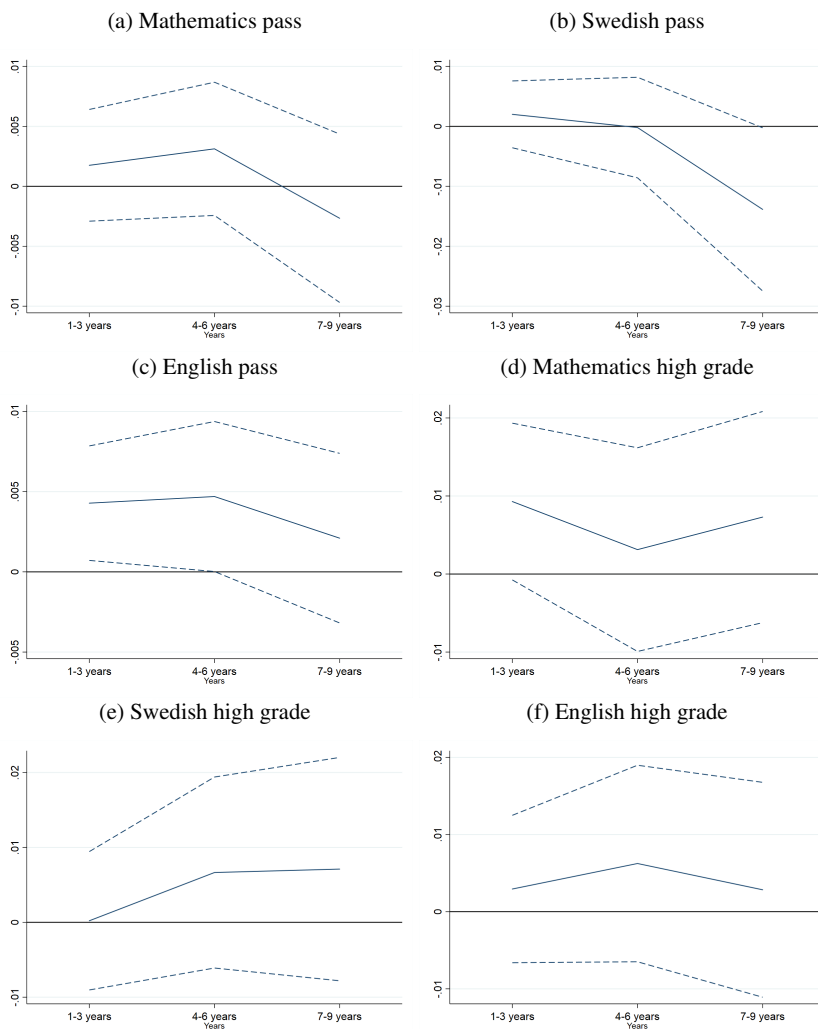 (a) Mathematics pass
.01
.005
0
-.005
-.01
1-3 years
4-6 years
7-9 years
Years
(b) Swedish pass
.01
0
-.01
-.02
-.03
1-3 years
4-6 years
7-9 years
Years
(c) English pass
.01
.005
0
-.005
1-3 years
4-6 years
7-9 years
Years
(d) Mathematics high grade
.02
.01
0
-.01
1-3 years
4-6 years
7-9 years
Years
(e) Swedish high grade
.02
.01
0
-.01
1-3 years
4-6 years
7-9 years
Years
(f) English high grade
.02
.01
0
-.01
1-3 years
4-6 years
7-9 years
Years